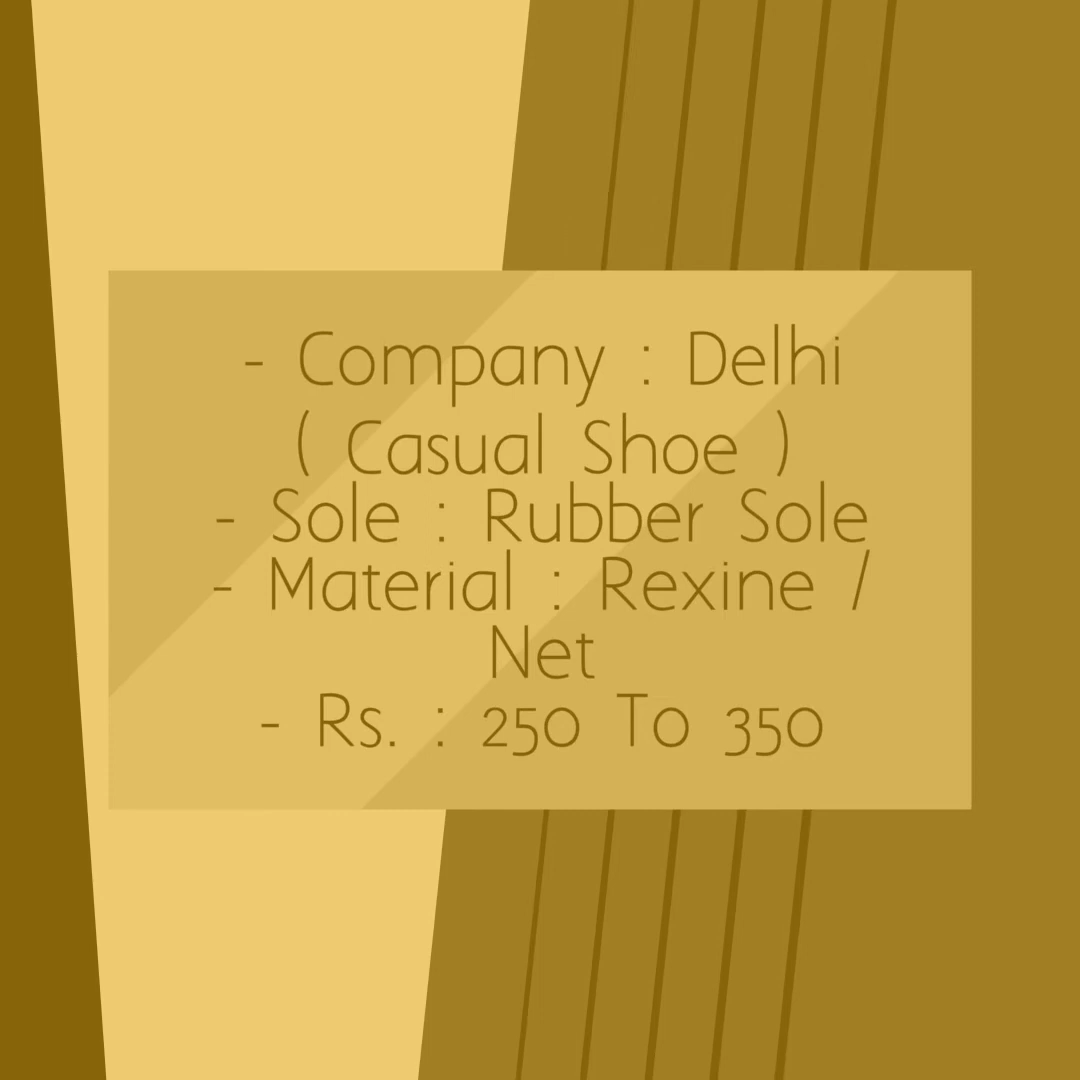 - Company : Delhi
( Casual Shoe )
- Sole : Rubber Sole
- Material : Rexine /
Net
- Rs. : 250 To 350